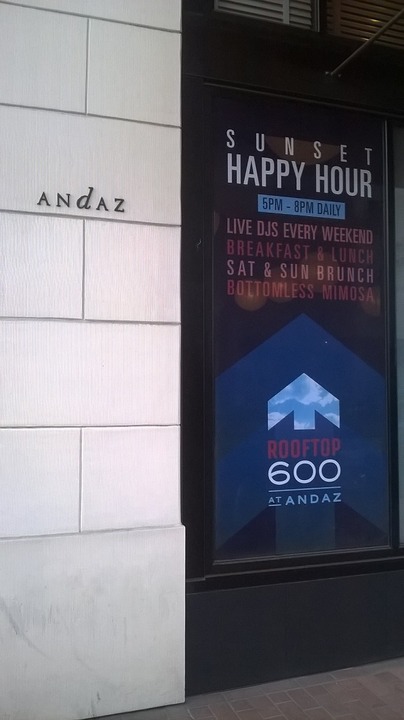 ANdAZ
SUNSET
HAPPY HOUR
5PM - 8PM DAILY
LIVE DJS EVERY WEEKEND
BREAKFAST & LUNCH
SAT & SUN BRUNCH
BOTTOMLESS MIMOSA
ROOFTOP
600
AT ANDAZ